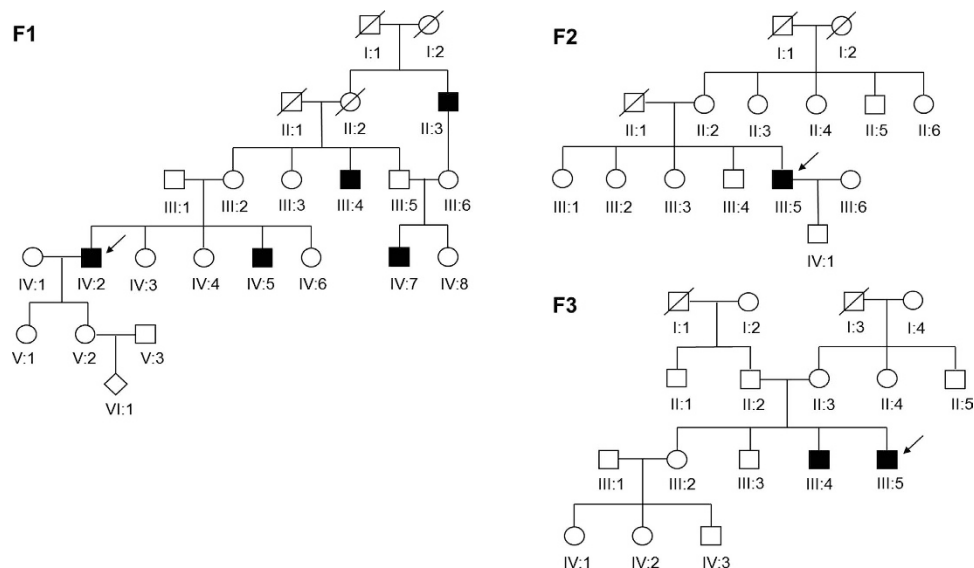 F1
I:1 I:2
II:1 II:2 II:3
III:1 III:2 III:3 III:4 III:5 III:6
IV:1 IV:2 IV:3 IV:4 IV:5 IV:6 IV:7 IV:8
V:1 V:2 V:3
VI:1
F2
I:1 I:2
II:1 II:2 II:3 II:4 II:5 II:6
III:1 III:2 III:3 III:4 III:5 III:6
IV:1
F3
I:1 I:2 I:3 I:4
II:1 II:2 II:3 II:4 II:5
III:1 III:2 III:3 III:4 III:5
IV:1 IV:2 IV:3